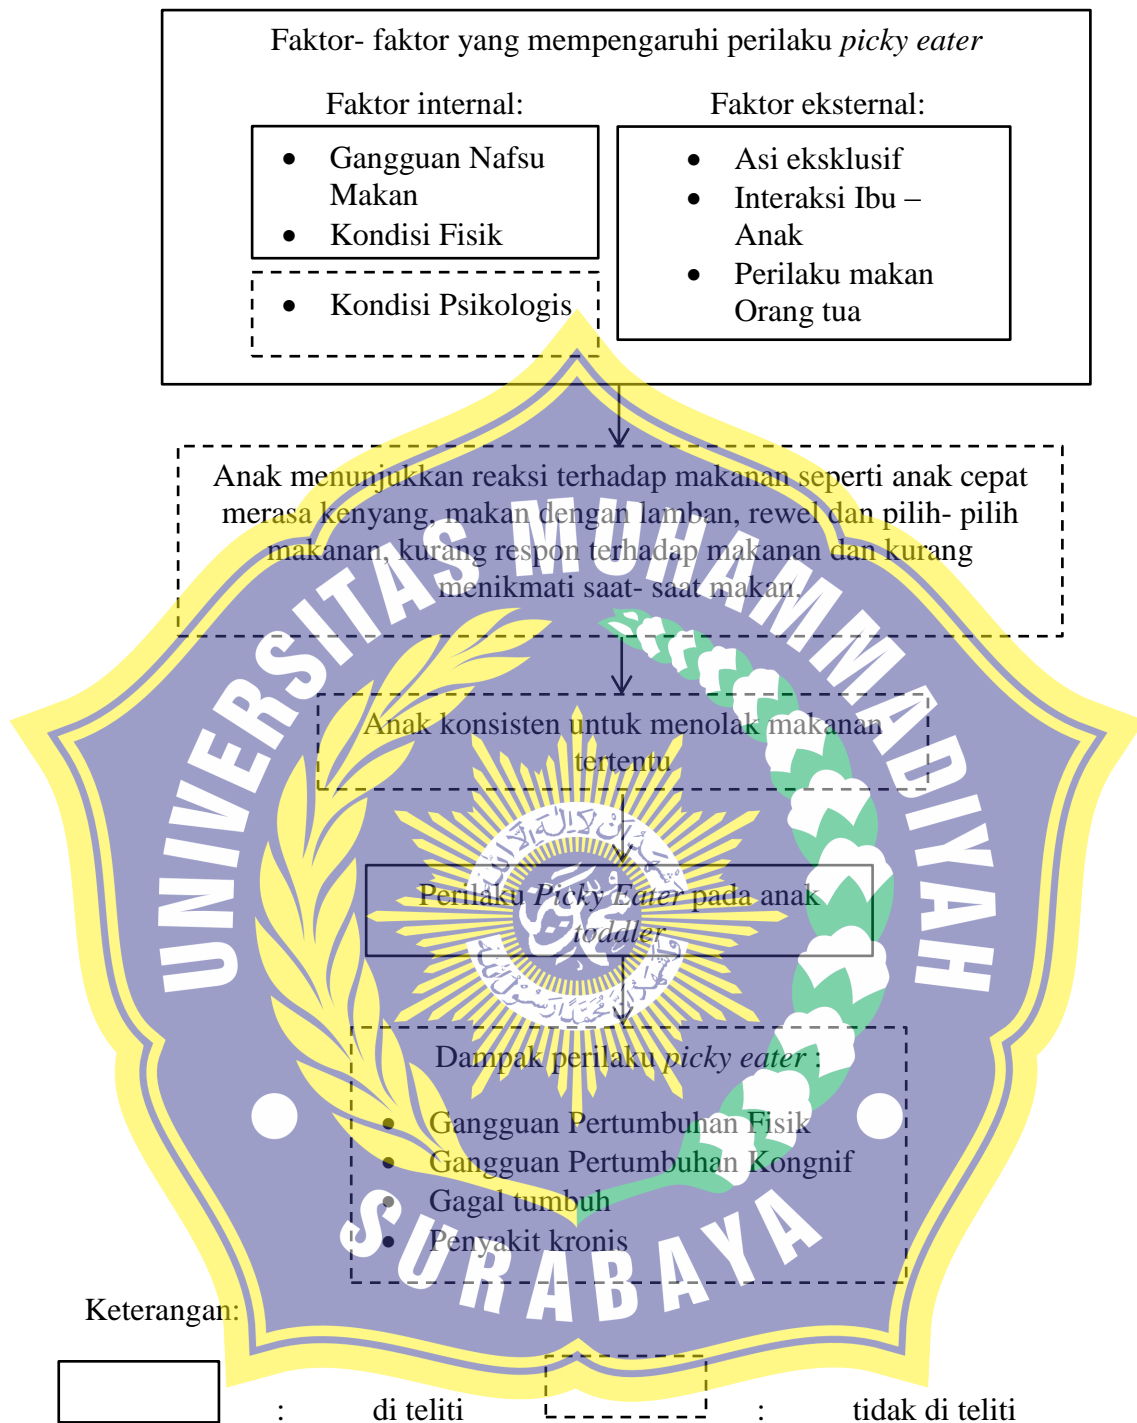 Faktor- faktor yang mempengaruhi perilaku picky eater
Faktor internal:
• Gangguan Nafsu
Makan
• Kondisi Fisik
• Kondisi Psikologis
Faktor eksternal:
• Asi eksklusif
• Interaksi Ibu –
Anak
• Perilaku makan
Orang tua
Anak menunjukkan reaksi terhadap makanan seperti anak cepat
merasa kenyang, makan dengan lamban, rewel dan pilih- pilih
makanan, kurang respon terhadap makanan dan kurang
menikmati saat- saat makan.
Anak konsisten untuk menolak makanan
tertentu
Perilaku Picky Eater pada anak
toddler
Dampak perilaku picky eater :
• Gangguan Pertumbuhan Fisik
• Gangguan Pertumbuhan Kongnif
• Gagal tumbuh
• Penyakit kronis
Keterangan:
: di teliti
: tidak di teliti
UNIVERSITAS MUHAMMADIYAH
SURABAYA